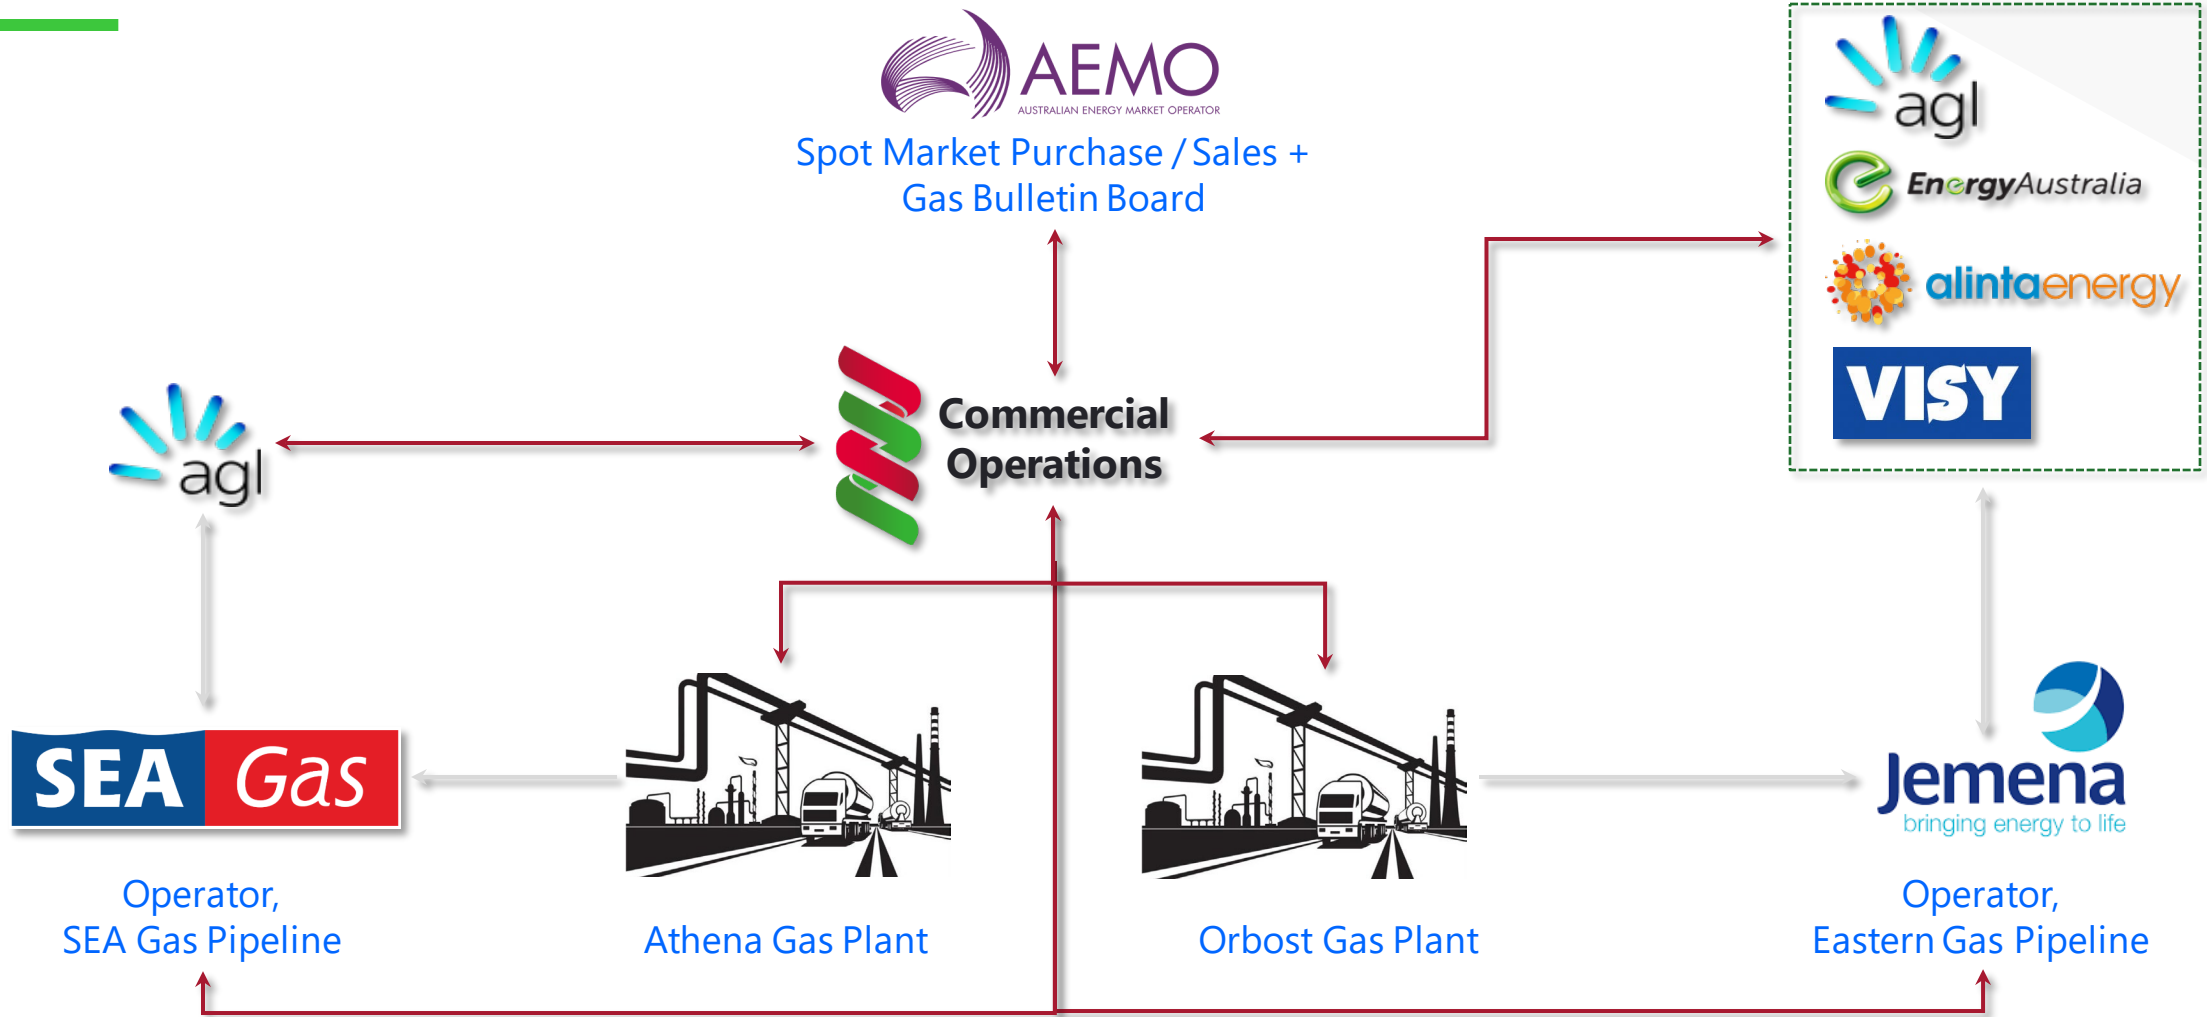 AEMO
AUSTRALIAN ENERGY MARKET OPERATOR
Spot Market Purchase / Sales +
Gas Bulletin Board
agl
EnergyAustralia
alintaenergy
VISY
agl
Commercial
Operations
SEA Gas
Jemena
bringing energy to life
Operator,
SEA Gas Pipeline
Athena Gas Plant
Orbost Gas Plant
Operator,
Eastern Gas Pipeline